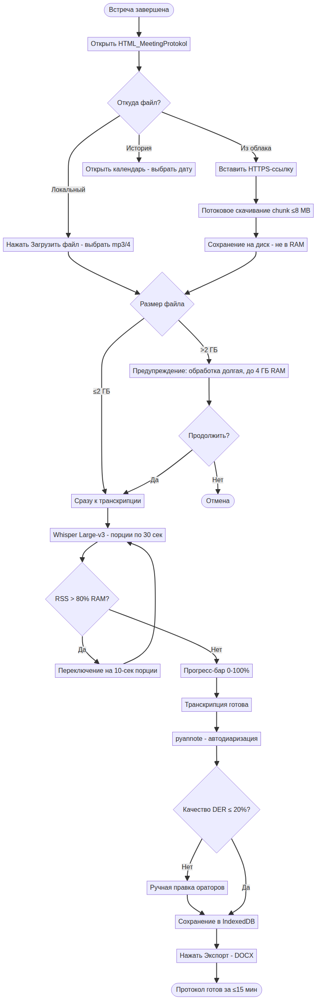 Встреча завершена
Открыть HTML_MeetingProtokol
Откуда файл?
История
Из облака
Открыть календарь - выбрать дату
Вставить HTTPS-ссылку
Локальный
Потоковое скачивание chunk ≤8 MB
Нажать Загрузить файл - выбрать mp3/4
Сохранение на диск - не в RAM
Размер файла
>2 ГБ
Предупреждение: обработка долгая, до 4 ГБ RAM
≤2 ГБ
Продолжить?
Да
Нет
Сразу к транскрипции
Отмена
Whisper Large-v3 - порции по 30 сек
RSS > 80% RAM?
Да
Нет
Переключение на 10-сек порции
Прогресс-бар 0-100%
Транскрипция готова
pyannote - автодиаризация
Качество DER ≤ 20%?
Нет
Ручная правка ораторов
Да
Сохранение в IndexedDB
Нажать Экспорт - DOCX
Протокол готов за ≤15 мин